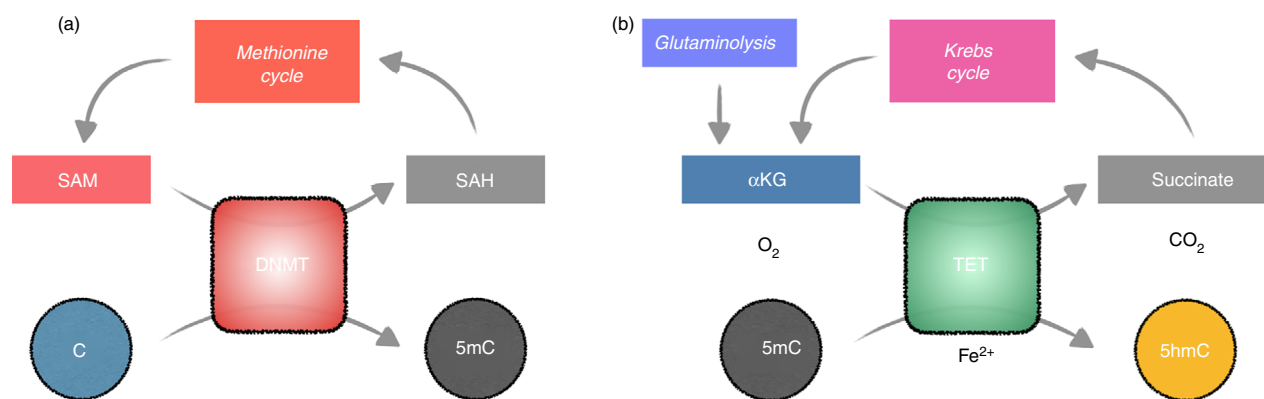 (a)
Methionine
cycle
SAM
SAH
DNMT
C
5mC
(b)
Glutaminolysis
Krebs
cycle
αKG
Succinate
O₂
CO₂
TET
5mC
Fe²⁺
5hmC